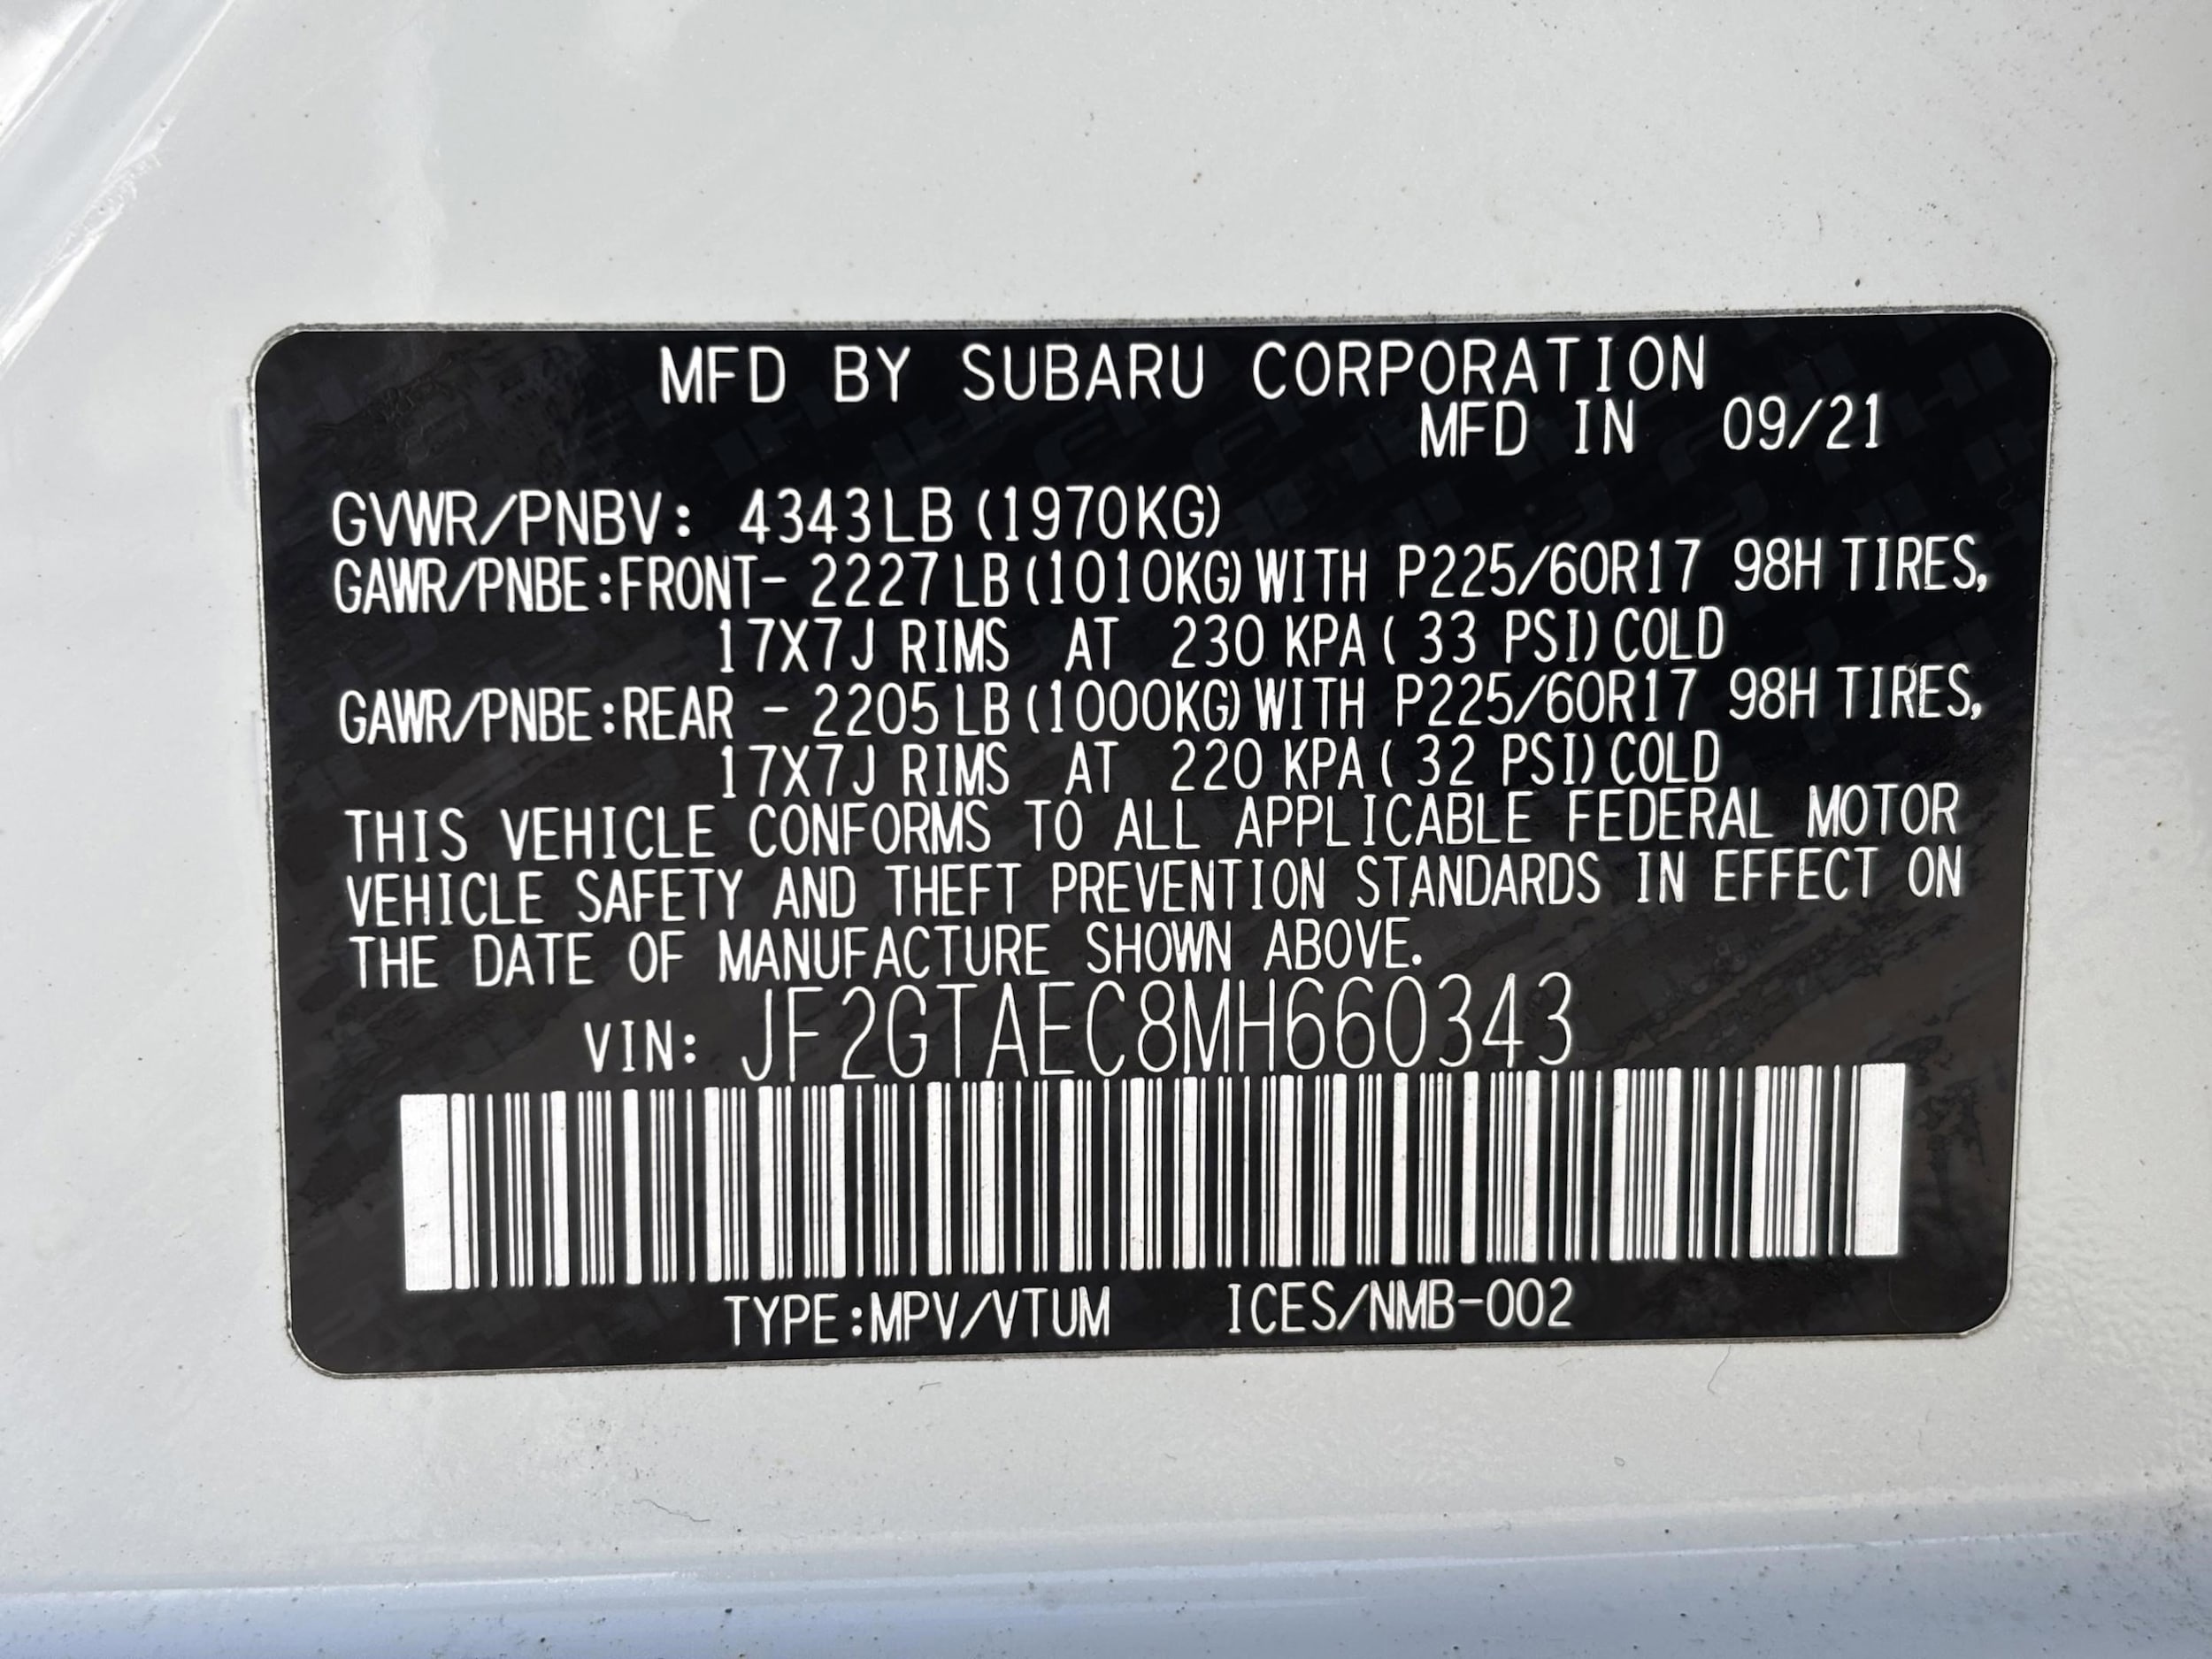 MFD BY SUBARU CORPORATION
MFD IN 09/21
GVWR/PNBV: 4343LB (1970KG)
GAWR/PNBE:FRONT- 2227 LB (1010KG) WITH P225/60R17 98H TIRES,
17X7J RIMS AT 230 KPA ( 33 PSI) COLD
GAWR/PNBE:REAR - 2205 LB (1000KG) WITH P225/60R17 98H TIRES,
17X7J RIMS AT 220 KPA ( 32 PSI) COLD
THIS VEHICLE CONFORMS TO ALL APPLICABLE FEDERAL MOTOR
VEHICLE SAFETY AND THEFT PREVENTION STANDARDS IN EFFECT ON
THE DATE OF MANUFACTURE SHOWN ABOVE.
VIN: JF2GTAEC8MH660343
TYPE:MPV/VTUM ICES/NMB-002